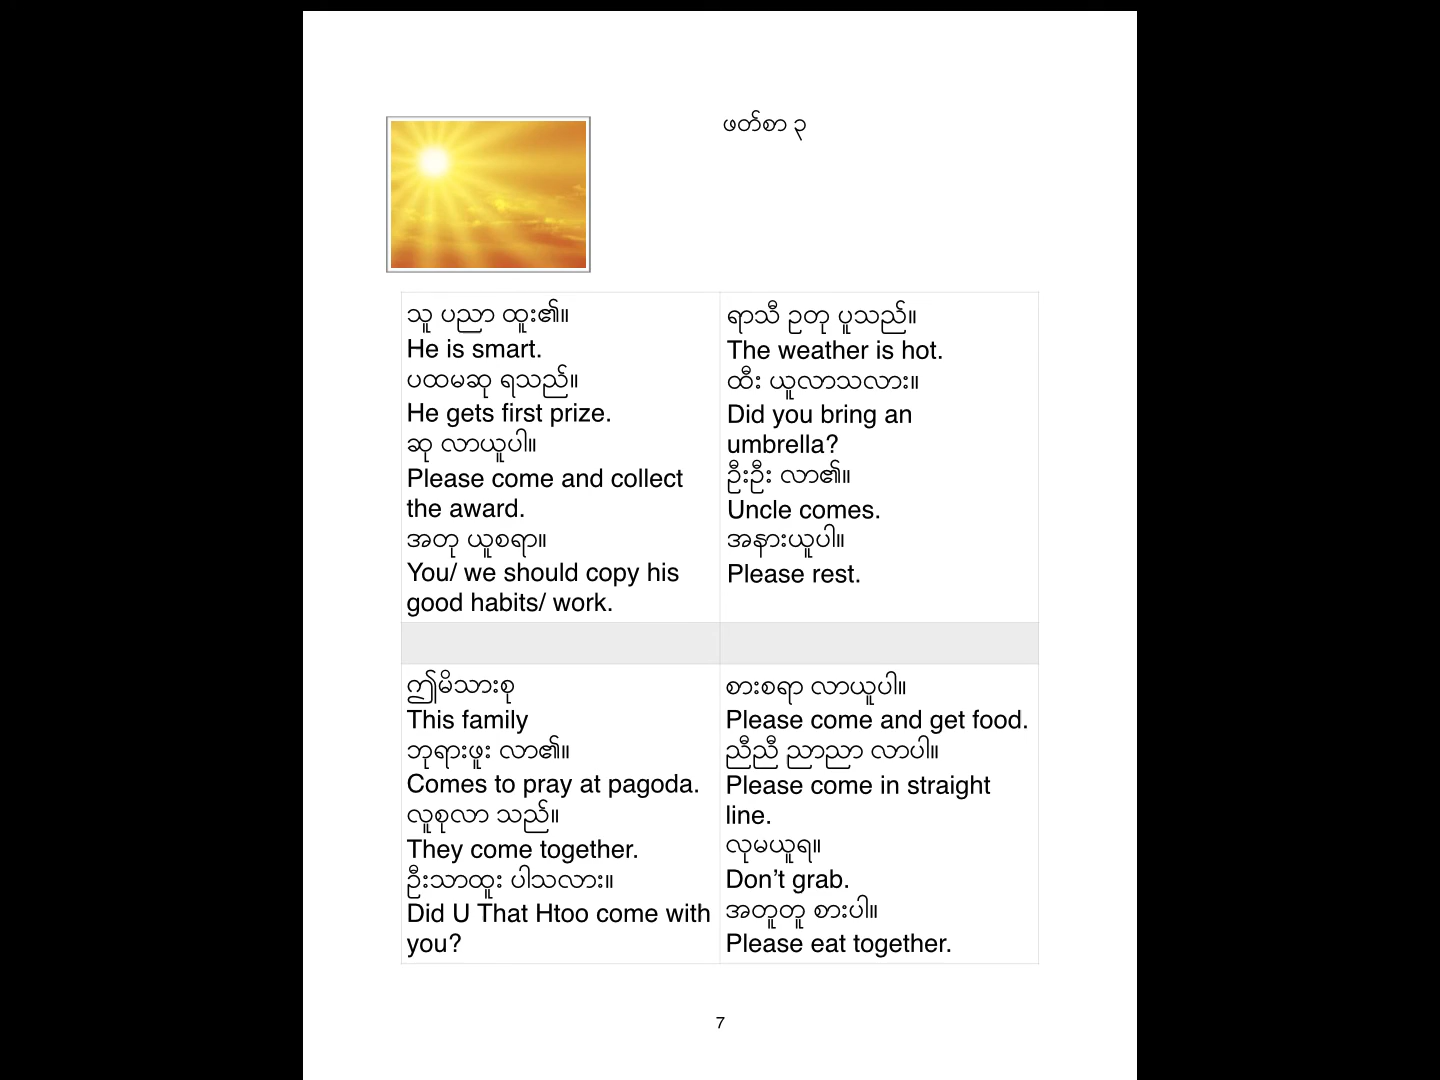 ဖတ်စာ ၃
သူ ပညာ ထူး၏။
He is smart.
ပထမဆု ရသည်။
He gets first prize.
ဆု လာယူပါ။
Please come and collect
the award.
အတု ယူစရာ။
You/ we should copy his
good habits/ work.
ရာသီ ဥတု ပူသည်။
The weather is hot.
ထီး ယူလာသလား။
Did you bring an
umbrella?
ဦးဦး လာ၏။
Uncle comes.
အနားယူပါ။
Please rest.
ဤမိသားစု
This family
ဘုရားဖူး လာ၏။
Comes to pray at pagoda.
လူစုလာ သည်။
They come together.
ဦးသာထူး ပါသလား။
Did U That Htoo come with
you?
စားစရာ လာယူပါ။
Please come and get food.
ညီညီ ညာညာ လာပါ။
Please come in straight
line.
လုမယူရ။
Don’t grab.
အတူတူ စားပါ။
Please eat together.
7